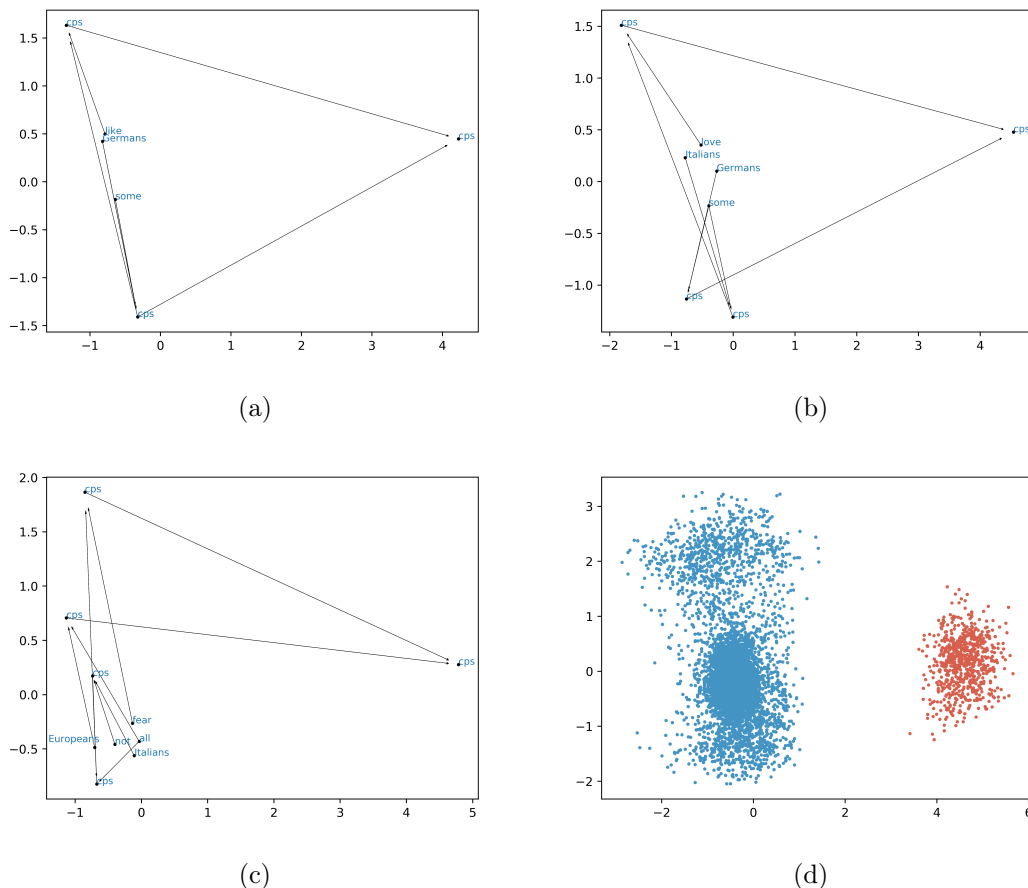 cps
like
Germans
some
cps
cps
1.5
1.0
0.5
0.0
−0.5
−1.0
−1.5
−1 0 1 2 3 4
(a)
cps
love
Italians
Germans
some
cps
cps
cps
1.5
1.0
0.5
0.0
−0.5
−1.0
−2 −1 0 1 2 3 4
(b)
cps
cps
cps
cps
fear
all
Europeans
not
Italians
cps
2.0
1.5
1.0
0.5
0.0
−0.5
−1 0 1 2 3 4 5
(c)
3
2
1
0
−1
−2
−2 0 2 4 6
(d)